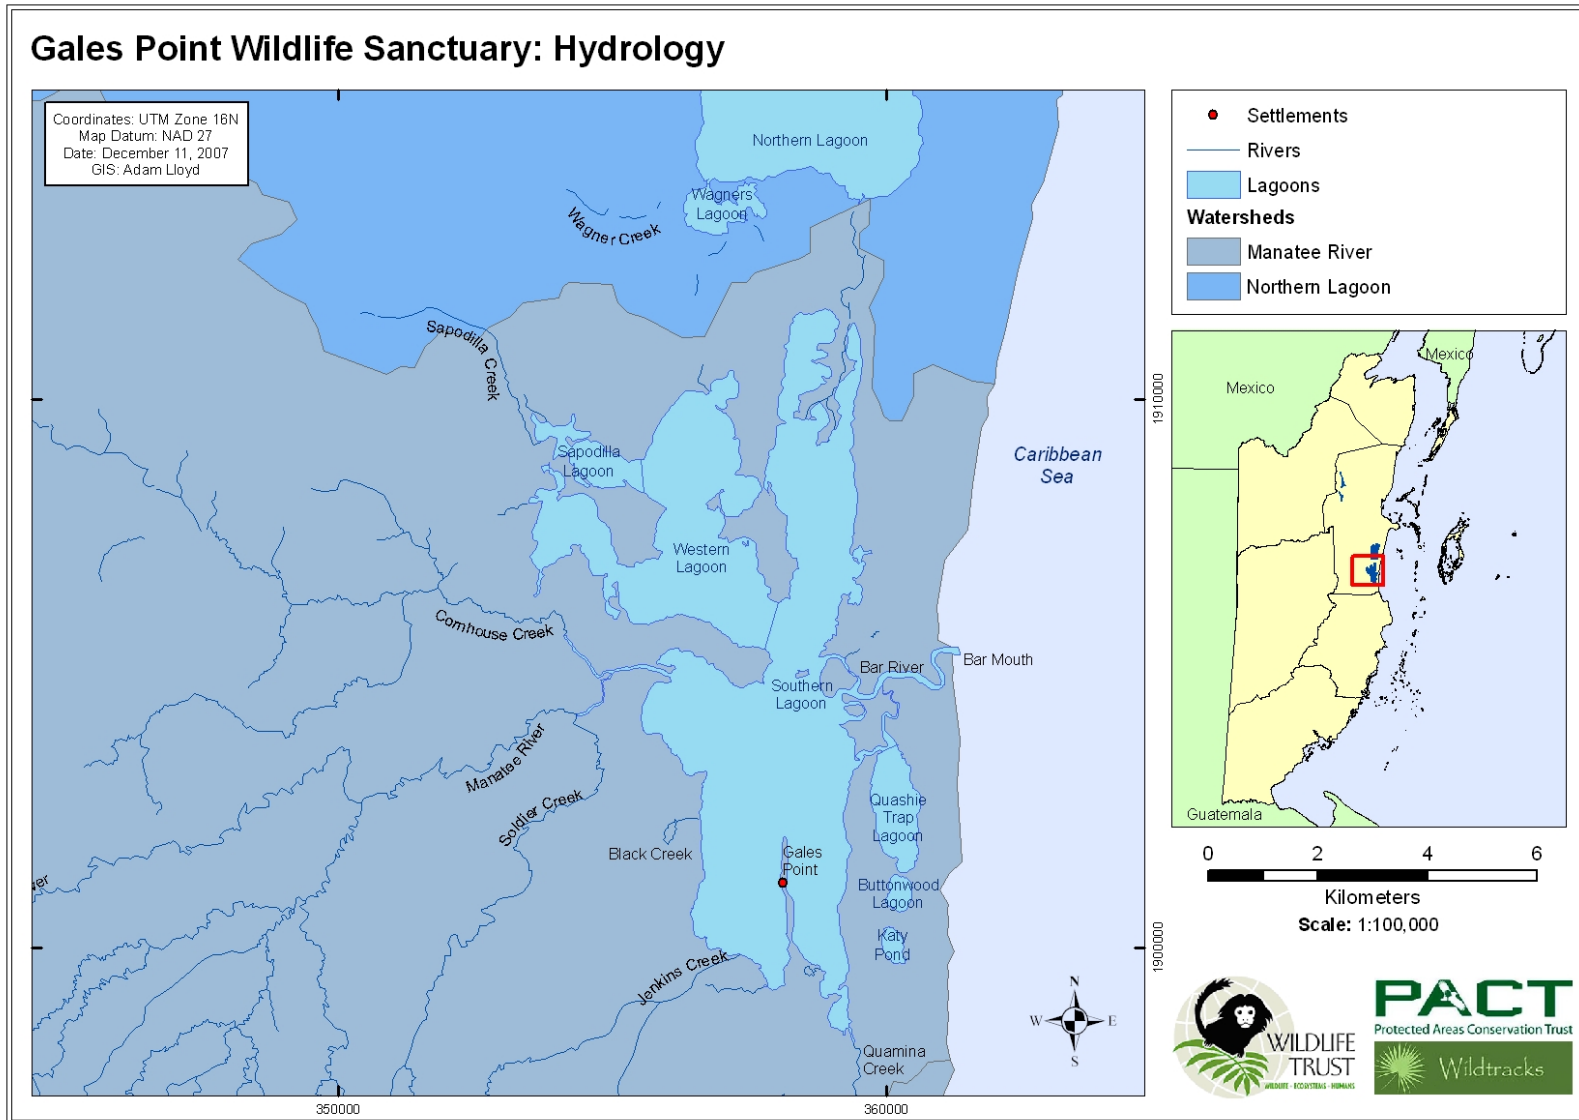 Gales Point Wildlife Sanctuary: Hydrology
Coordinates: UTM Zone 16N
Map Datum: NAD 27
Date: December 11, 2007
GIS: Adam Lloyd
Northern Lagoon
Wagners
Lagoon
Wagner Creek
Sapodilla Creek
Sapodilla
Lagoon
Caribbean
Sea
Western
Lagoon
Cornhouse Creek
Bar River
Bar Mouth
Southern
Lagoon
Manatee River
Soldier Creek
Quashie
Trap
Lagoon
Black Creek
Gales
Point
Buttonwood
Lagoon
ver
Katy
Pond
Jenkins Creek
Quamina
Creek
N
W
E
S
350000
360000
1910000
1900000
Settlements
Rivers
Lagoons
Watersheds
Manatee River
Northern Lagoon
Mexico
Mexico
Guatemala
0 2 4 6
Kilometers
Scale: 1:100,000
WILDLIFE
TRUST
WILDLIFE · ECOSYSTEMS · HUMANS
PACT
Protected Areas Conservation Trust
Wildtracks